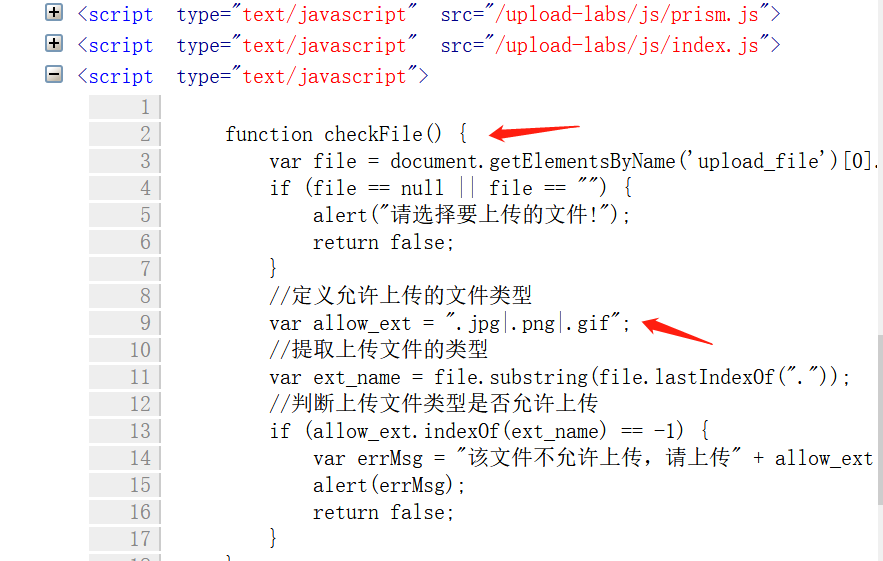 <script type="text/javascript" src="/upload-labs/js/prism.js">
<script type="text/javascript" src="/upload-labs/js/index.js">
<script type="text/javascript">
1
2 function checkFile() {
3 var file = document.getElementsByName('upload_file')[0].
4 if (file == null || file == "") {
5 alert("请选择要上传的文件!");
6 return false;
7 }
8 //定义允许上传的文件类型
9 var allow_ext = ".jpg|.png|.gif";
10 //提取上传文件的类型
11 var ext_name = file.substring(file.lastIndexOf("."));
12 //判断上传文件类型是否允许上传
13 if (allow_ext.indexOf(ext_name) == -1) {
14 var errMsg = "该文件不允许上传，请上传" + allow_ext
15 alert(errMsg);
16 return false;
17 }